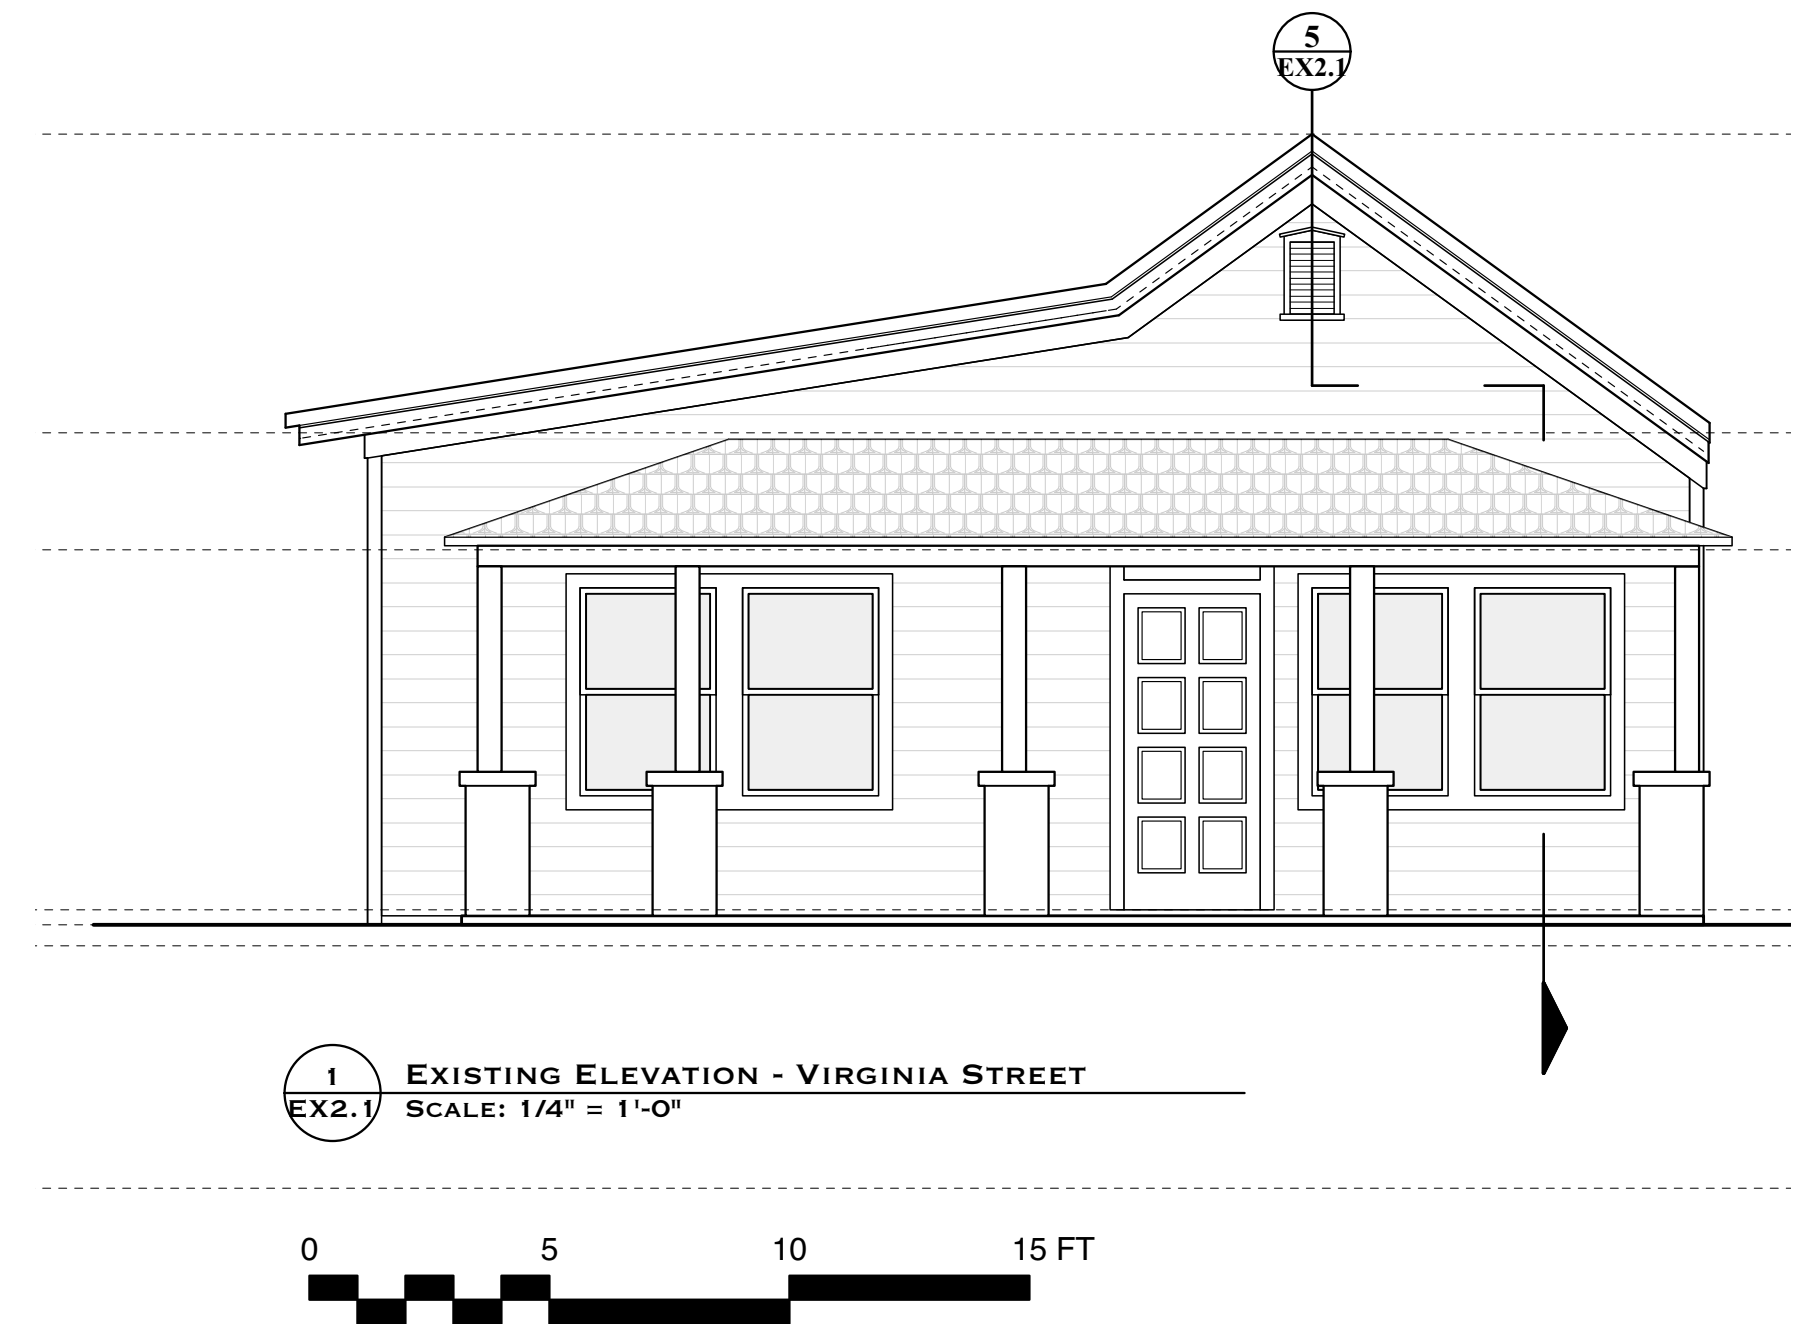 5
EX2.1
1
EX2.1
EXISTING ELEVATION - VIRGINIA STREET
SCALE: 1/4" = 1'-0"
0 5 10 15 FT